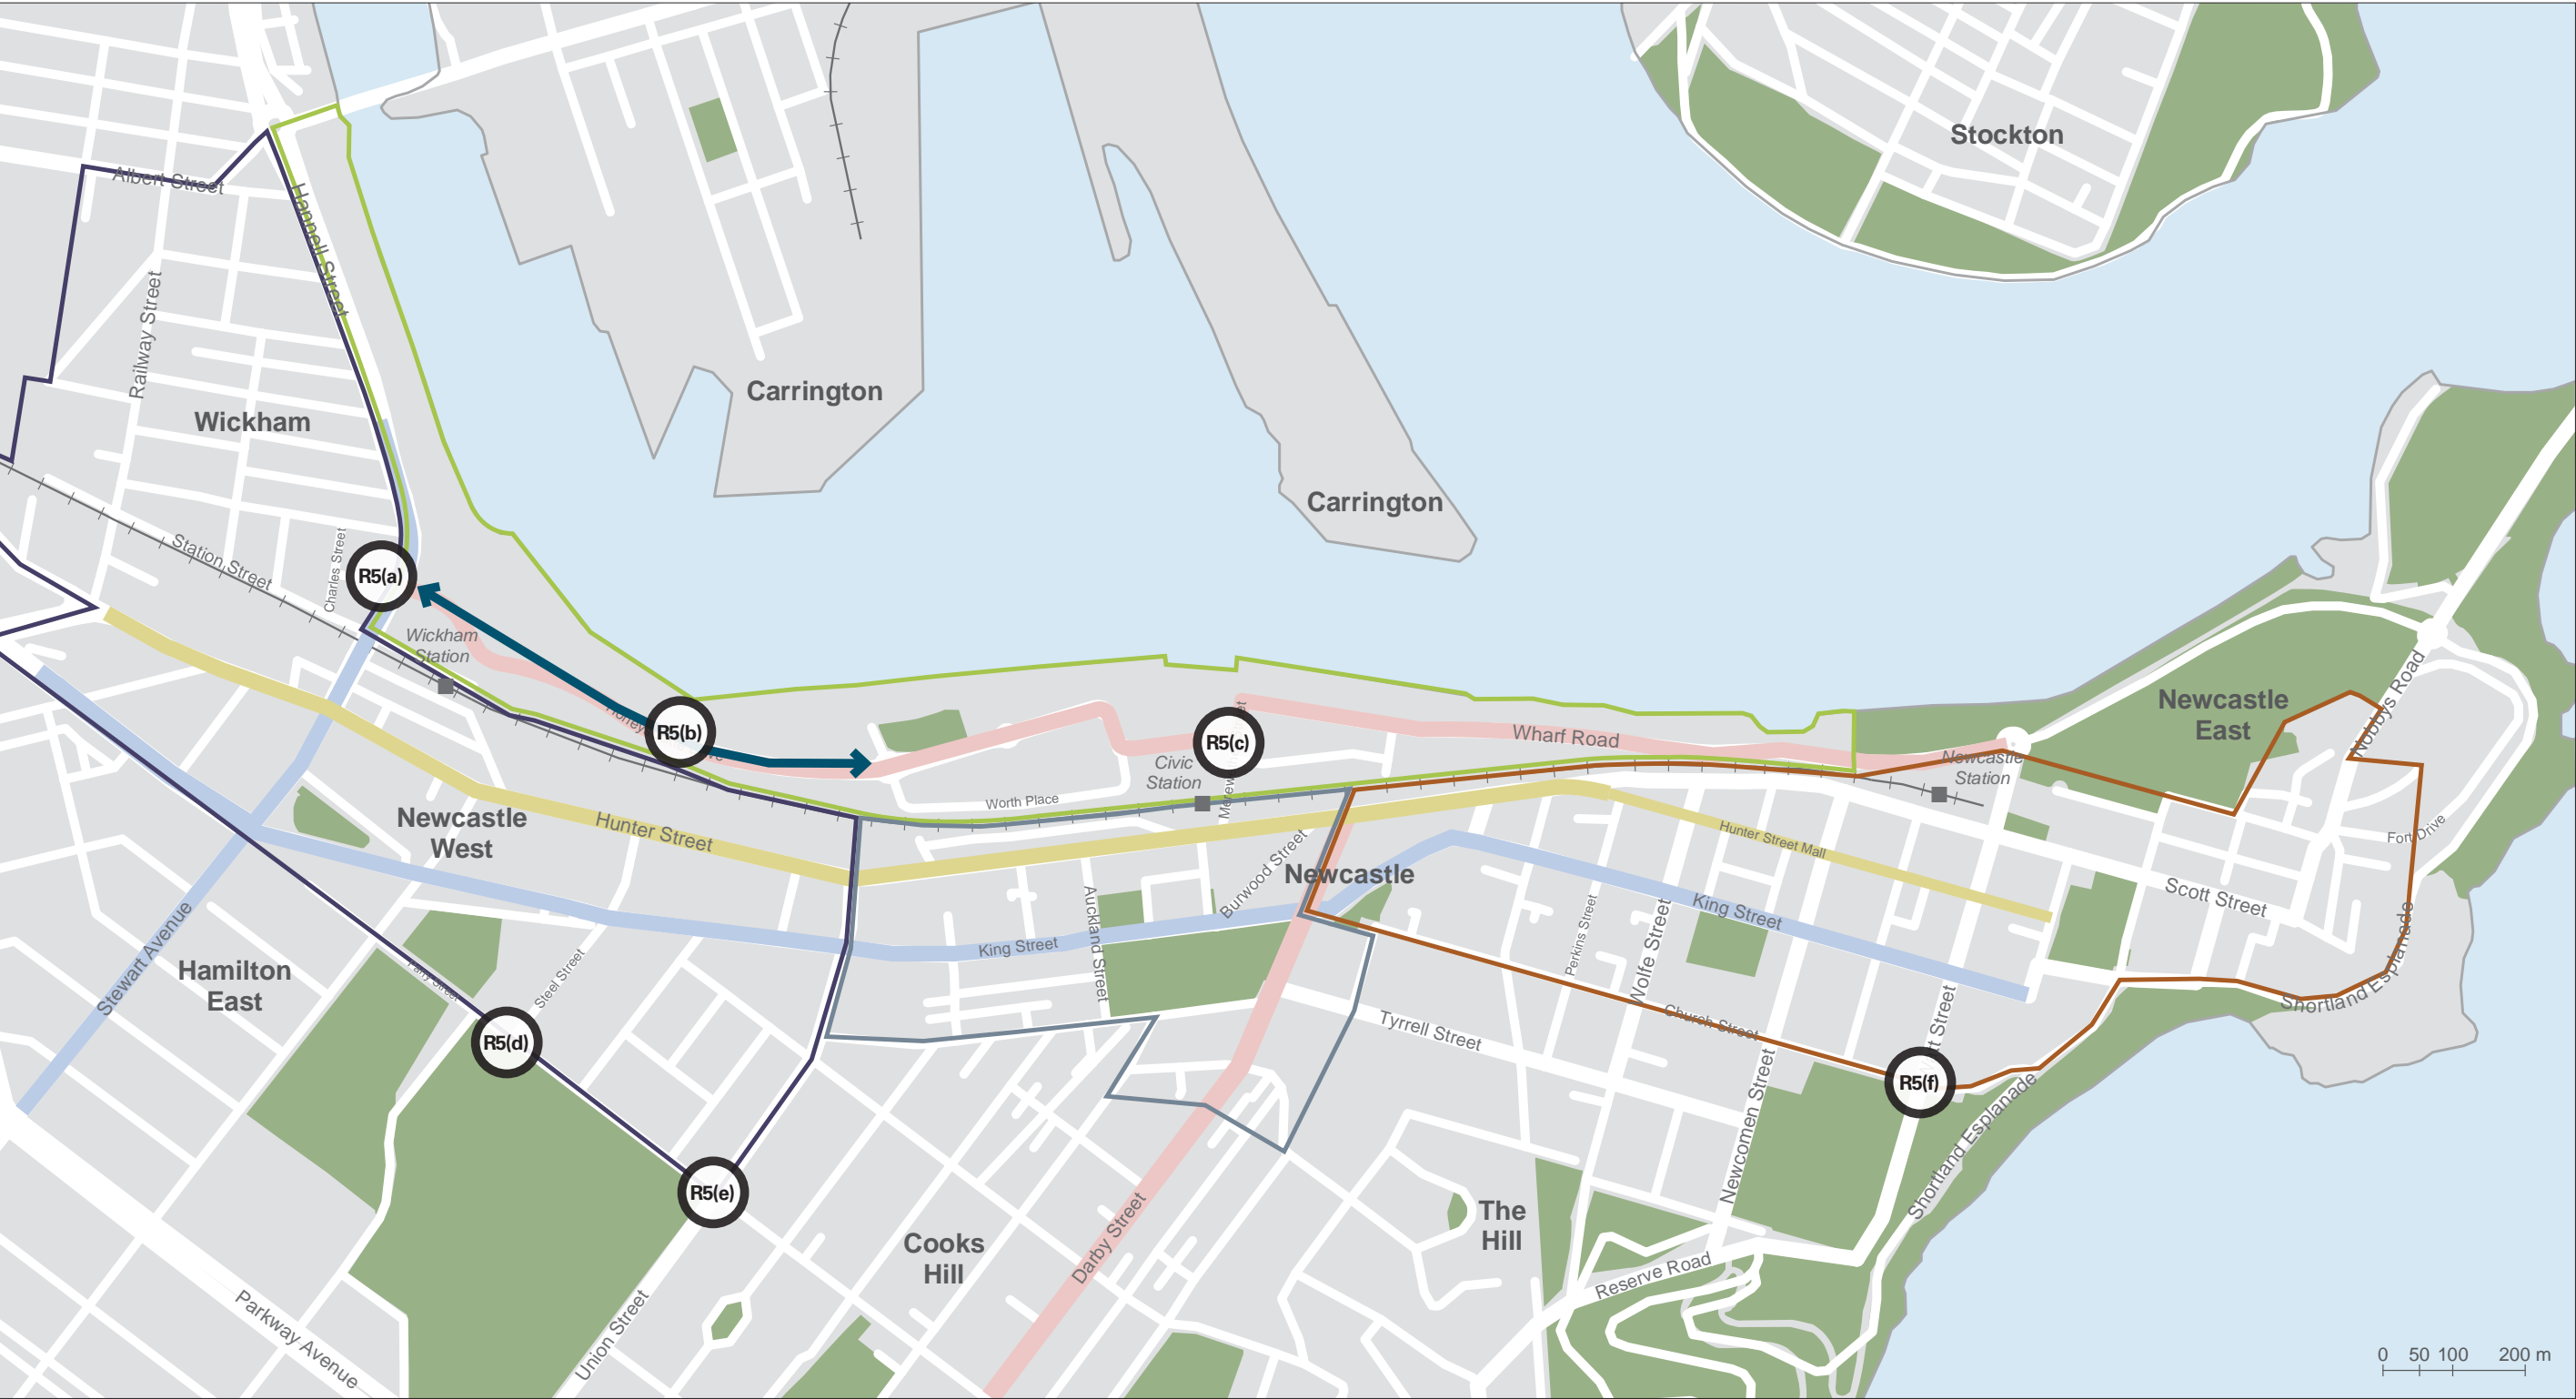 Stockton
Albert Street
Hannell Street
Railway Street
Carrington
Wickham
Carrington
Station Street
Charles Street
R5(a)
Wickham
Station
R5(b)
R5(c)
Wharf Road
Newcastle
East
Nobbys Road
Civic
Station
Newcastle
Station
Worth Place
Newcastle
West
Hunter Street
Hunter Street Mall
Fort Drive
Burwood Street
Newcastle
Auckland Street
King Street
King Street
Scott Street
Stewart Avenue
Hamilton
East
Parry Street
Steel Street
Perkins Street
Wolfe Street
Shortland Esplanade
Church Street
Tyrrell Street
R5(d)
R5(f)
Newcomen Street
Shortland Esplanade
R5(e)
The
Hill
Cooks
Hill
Darby Street
Reserve Road
Union Street
Parkway Avenue
0 50 100 200 m